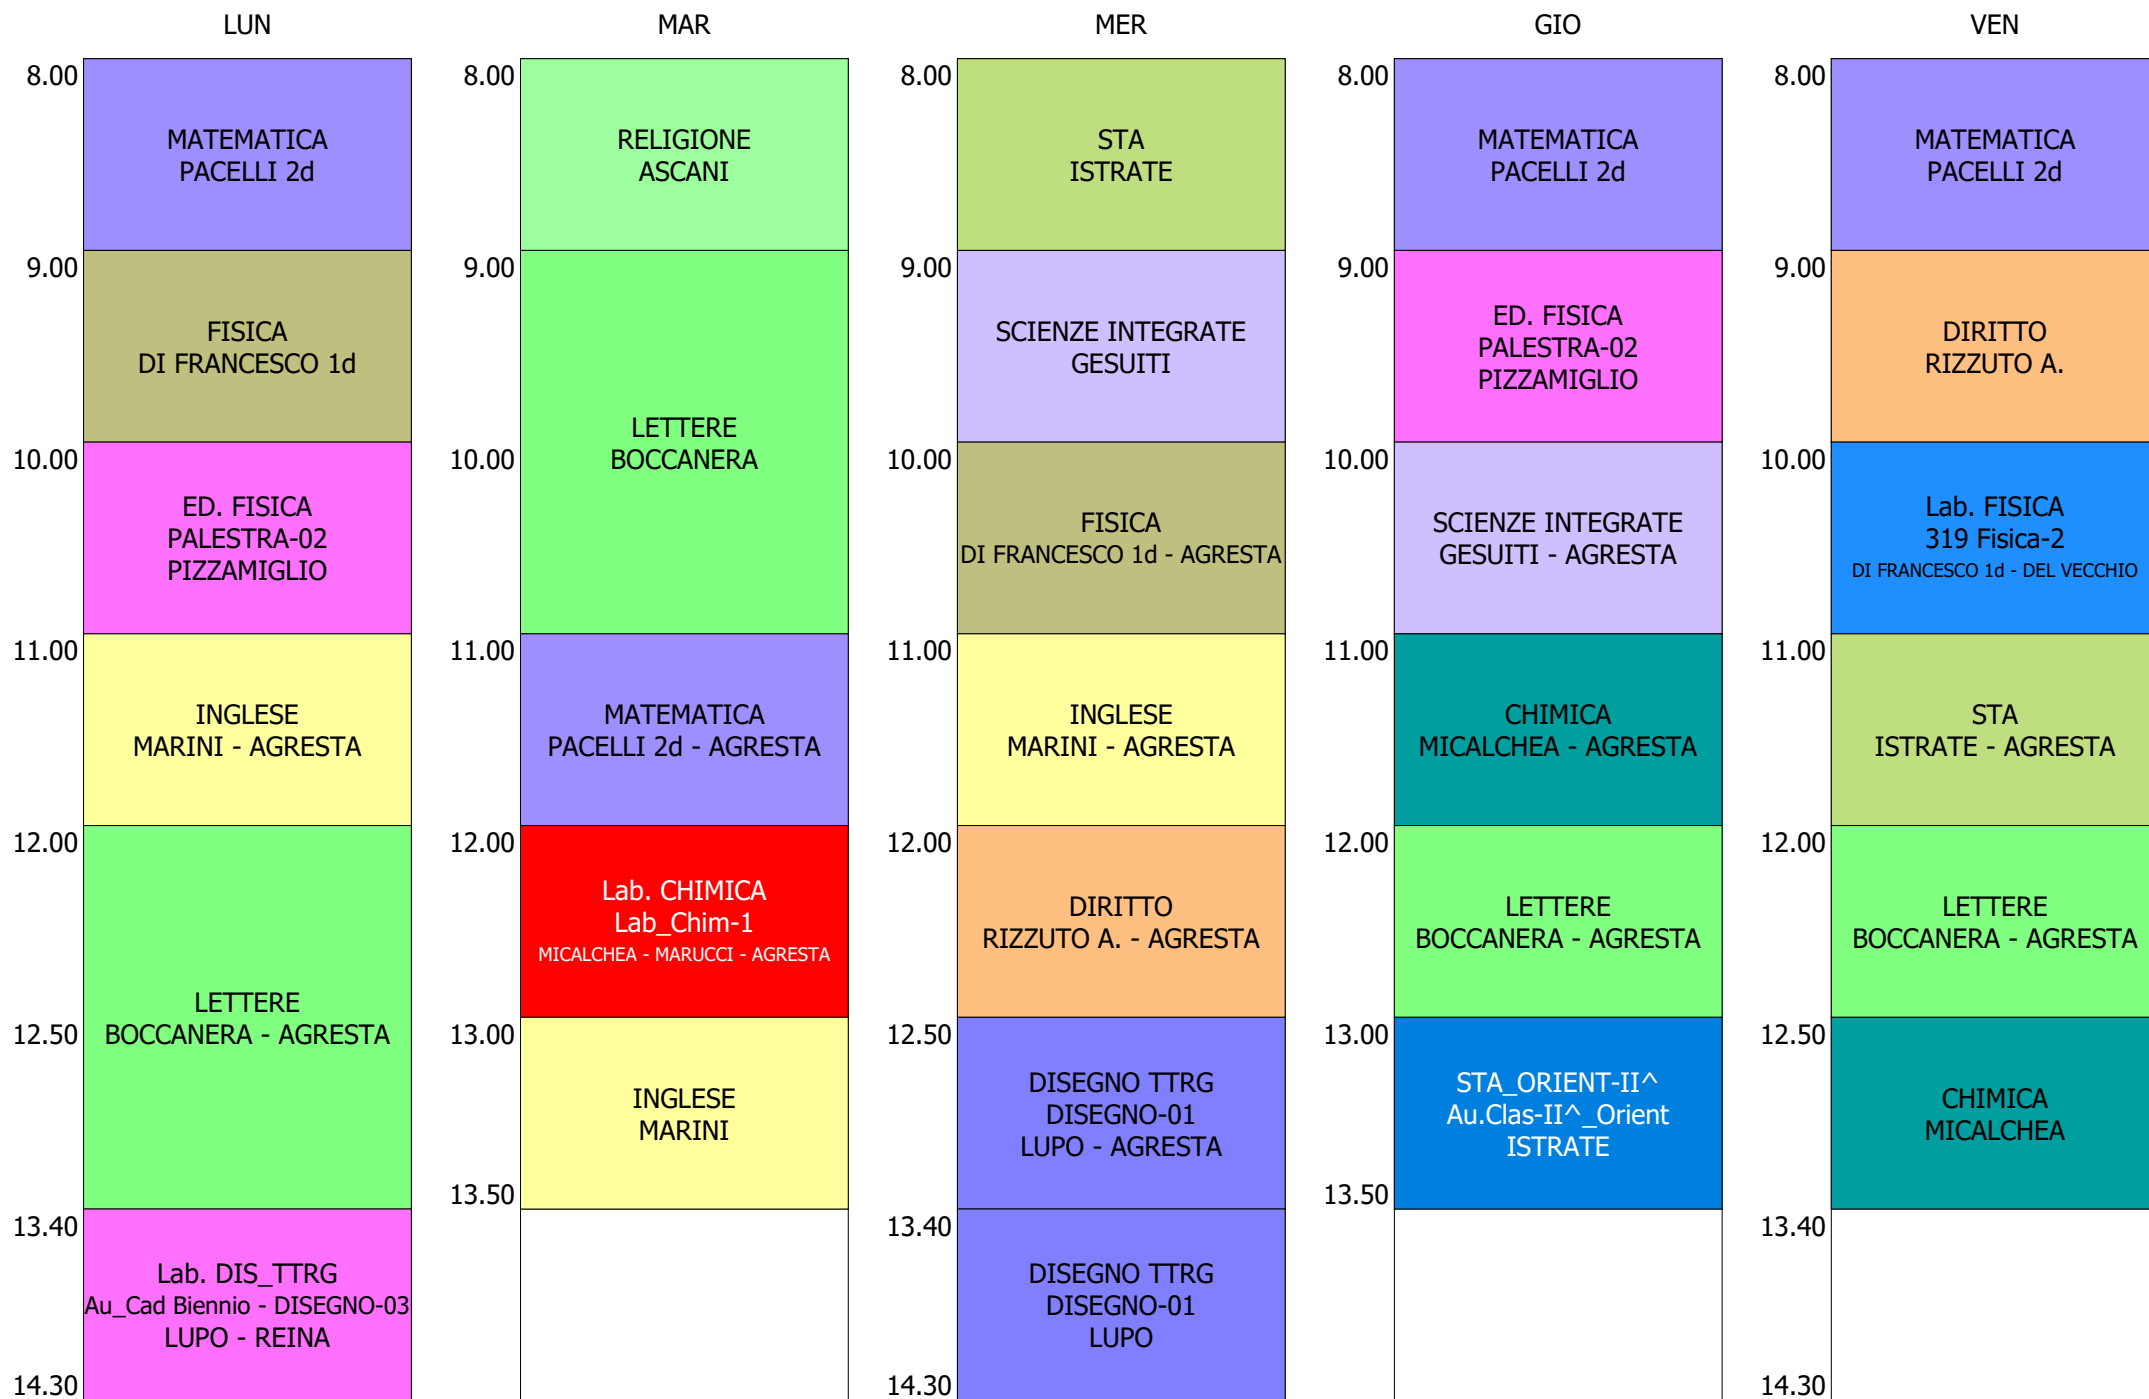 LUN
8.00
MATEMATICA
PACELLI 2d
9.00
FISICA
DI FRANCESCO 1d
10.00
ED. FISICA
PALESTRA-02
PIZZAMIGLIO
11.00
INGLESE
MARINI - AGRESTA
12.00
LETTERE
BOCCANERA - AGRESTA
12.50
13.40
Lab. DIS_TTRG
Au_Cad Biennio - DISEGNO-03
LUPO - REINA
14.30
MAR
8.00
RELIGIONE
ASCANI
9.00
LETTERE
BOCCANERA
10.00
11.00
MATEMATICA
PACELLI 2d - AGRESTA
12.00
Lab. CHIMICA
Lab_Chim-1
MICALCHEA - MARUCCI - AGRESTA
13.00
INGLESE
MARINI
13.50
MER
8.00
STA
ISTRATE
9.00
SCIENZE INTEGRATE
GESUITI
10.00
FISICA
DI FRANCESCO 1d - AGRESTA
11.00
INGLESE
MARINI - AGRESTA
12.00
DIRITTO
RIZZUTO A. - AGRESTA
12.50
DISEGNO TTRG
DISEGNO-01
LUPO - AGRESTA
13.40
DISEGNO TTRG
DISEGNO-01
LUPO
14.30
GIO
8.00
MATEMATICA
PACELLI 2d
9.00
ED. FISICA
PALESTRA-02
PIZZAMIGLIO
10.00
SCIENZE INTEGRATE
GESUITI - AGRESTA
11.00
CHIMICA
MICALCHEA - AGRESTA
12.00
LETTERE
BOCCANERA - AGRESTA
13.00
STA_ORIENT-II^
Au.Clas-II^_Orient
ISTRATE
13.50
VEN
8.00
MATEMATICA
PACELLI 2d
9.00
DIRITTO
RIZZUTO A.
10.00
Lab. FISICA
319 Fisica-2
DI FRANCESCO 1d - DEL VECCHIO
11.00
STA
ISTRATE - AGRESTA
12.00
LETTERE
BOCCANERA - AGRESTA
12.50
CHIMICA
MICALCHEA
13.40
14.30